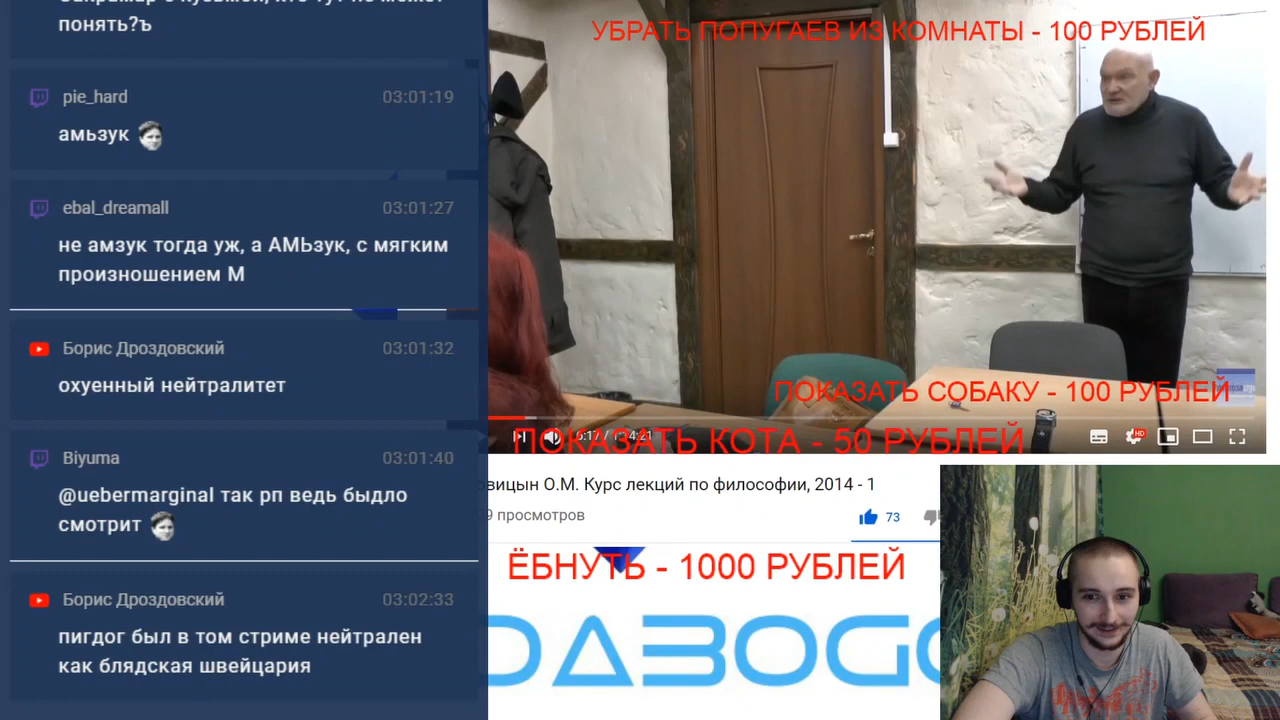 понять?ъ
pie_hard 03:01:19
амьзук
ebal_dreamall 03:01:27
не амзук тогда уж, а АМЬзук, с мягким
произношением М
Борис Дроздовский 03:01:32
охуенный нейтралитет
Biyuma 03:01:40
@uebermarginal так рп ведь быдло
смотрит
Борис Дроздовский 03:02:33
пигдог был в том стриме нейтрален
как блядская швейцария
УБРАТЬ ПОПУГАЕВ ИЗ КОМНАТЫ - 100 РУБЛЕЙ
ПОКАЗАТЬ СОБАКУ - 100 РУБЛЕЙ
HD
ПОКАЗАТЬ КОТА - 50 РУБЛЕЙ
О.М. Курс лекций по философии, 2014 - 1
просмотров
73
ЁБНУТЬ - 1000 РУБЛЕЙ